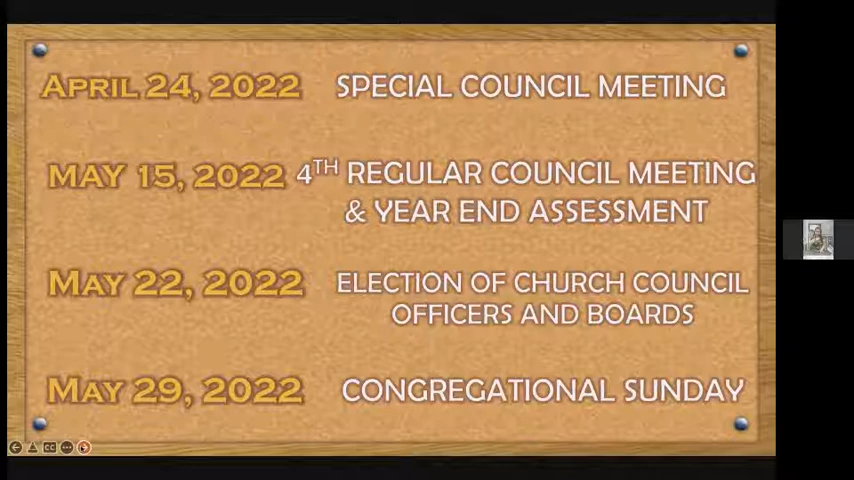 APRIL 24, 2022 SPECIAL COUNCIL MEETING
MAY 15, 2022 4TH REGULAR COUNCIL MEETING
& YEAR END ASSESSMENT
MAY 22, 2022 ELECTION OF CHURCH COUNCIL
OFFICERS AND BOARDS
MAY 29, 2022 CONGREGATIONAL SUNDAY
CC